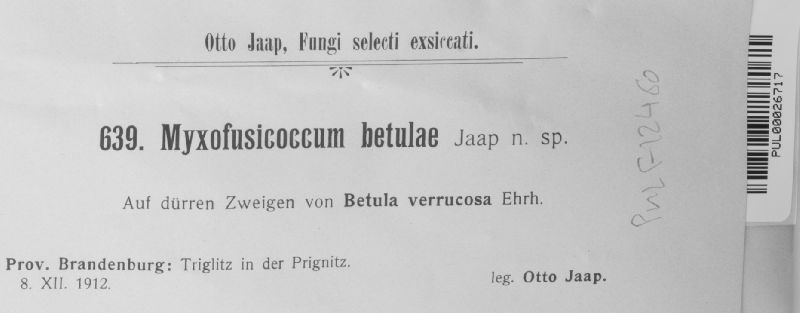 Otto Jaap, Fungi selecti exsiccati.
639. Myxofusicoccum betulae Jaap n. sp.
Auf dürren Zweigen von Betula verrucosa Ehrh.
Prov. Brandenburg: Triglitz in der Prignitz.
8. XII. 1912.
leg. Otto Jaap.
PUL F12460
PUL00026717